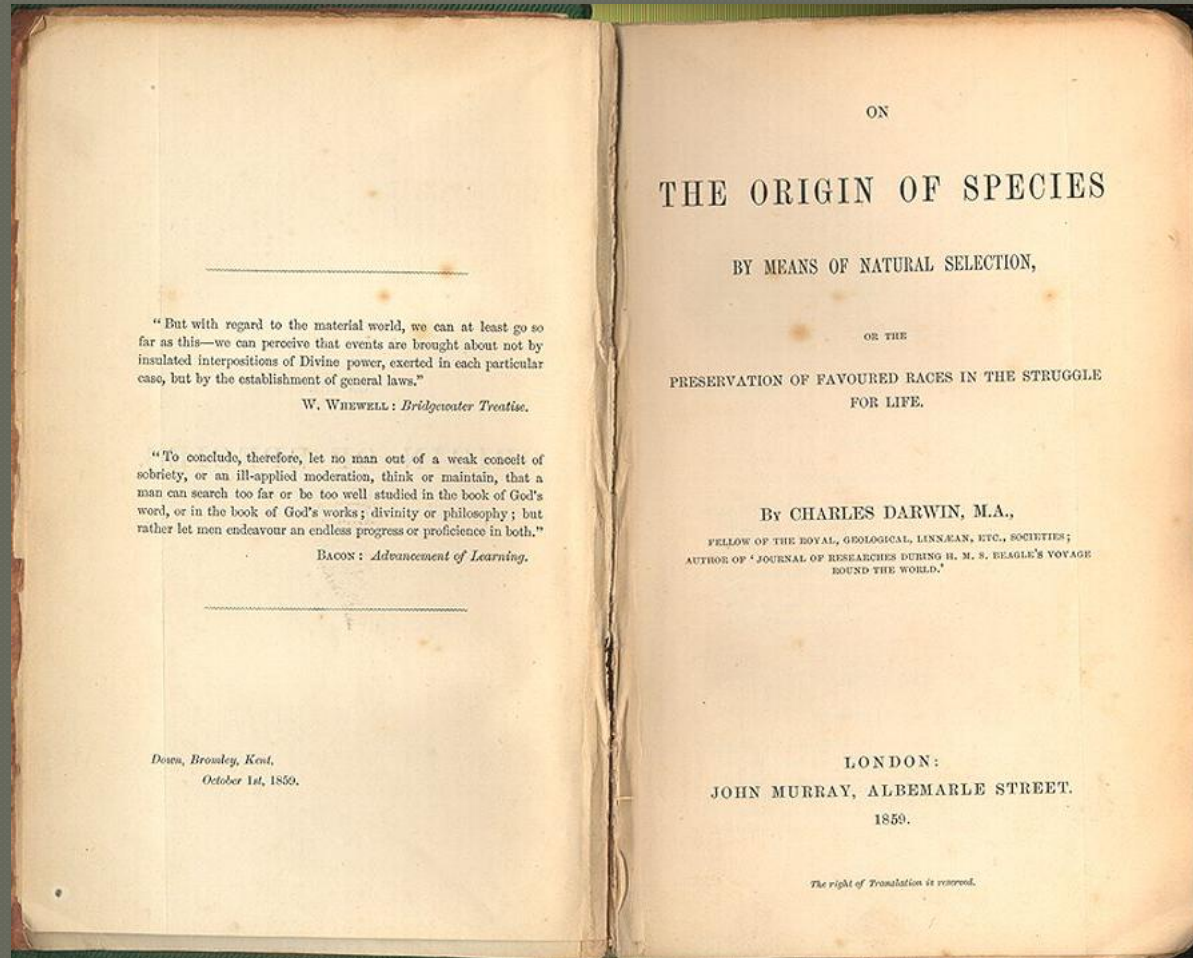 “But with regard to the material world, we can at least go so
far as this—we can perceive that events are brought about not by
insulated interpositions of Divine power, exerted in each particular
case, but by the establishment of general laws.”
W. WHEWELL: Bridgewater Treatise.
“To conclude, therefore, let no man out of a weak conceit of
sobriety, or an ill-applied moderation, think or maintain, that a
man can search too far or be too well studied in the book of God’s
word, or in the book of God’s works; divinity or philosophy; but
rather let men endeavour an endless progress or proficience in both.”
BACON: Advancement of Learning.
Down, Bromley, Kent,
October 1st, 1859.
ON
THE ORIGIN OF SPECIES
BY MEANS OF NATURAL SELECTION,
OR THE
PRESERVATION OF FAVOURED RACES IN THE STRUGGLE
FOR LIFE.
BY CHARLES DARWIN, M.A.,
FELLOW OF THE ROYAL, GEOLOGICAL, LINNÆAN, ETC., SOCIETIES;
AUTHOR OF ‘JOURNAL OF RESEARCHES DURING H. M. S. BEAGLE’S VOYAGE
ROUND THE WORLD.’
LONDON:
JOHN MURRAY, ALBEMARLE STREET.
1859.
The right of Translation is reserved.